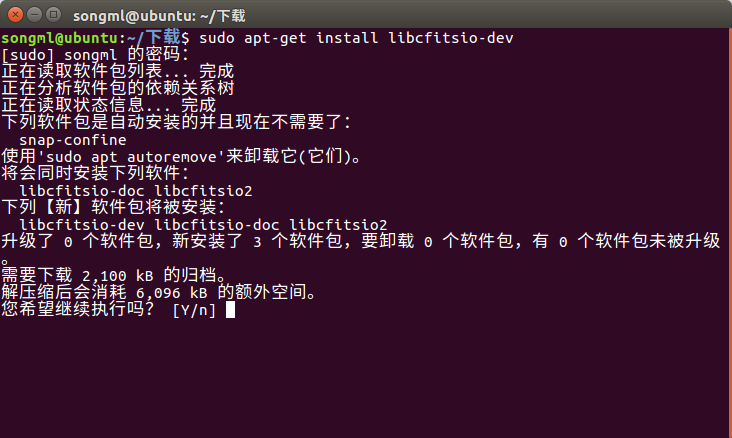 songml@ubuntu: ~/下载
songml@ubuntu:~/下载$ sudo apt-get install libcfitsio-dev
[sudo] songml 的密码：
正在读取软件包列表... 完成
正在分析软件包的依赖关系树
正在读取状态信息... 完成
下列软件包是自动安装的并且现在不需要了：
  snap-confine
使用'sudo apt autoremove'来卸载它(它们)。
将会同时安装下列软件：
  libcfitsio-doc libcfitsio2
下列【新】软件包将被安装：
  libcfitsio-dev libcfitsio-doc libcfitsio2
升级了 0 个软件包，新安装了 3 个软件包，要卸载 0 个软件包，有 0 个软件包未被升级
。
需要下载 2,100 kB 的归档。
解压缩后会消耗 6,096 kB 的额外空间。
您希望继续执行吗？ [Y/n]